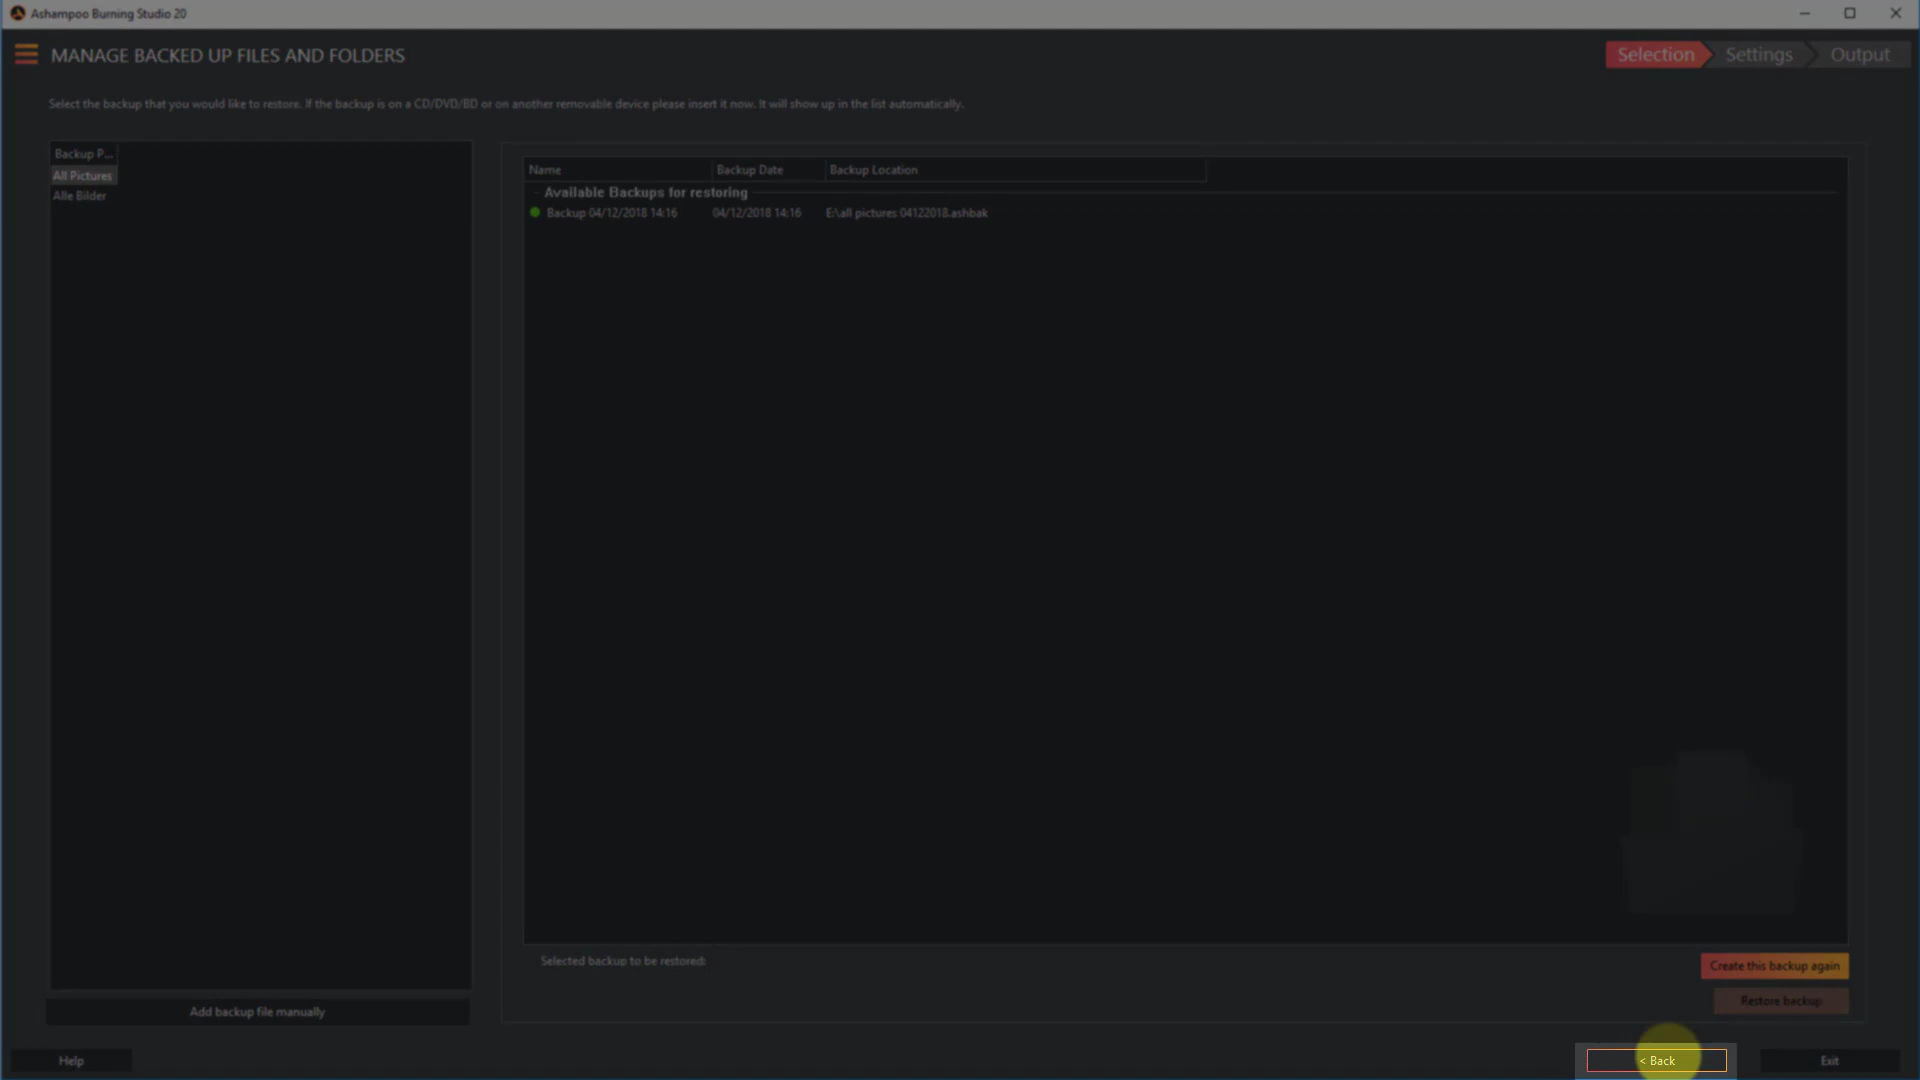 Ashampoo Burning Studio 20
MANAGE BACKED UP FILES AND FOLDERS
Selection
Settings
Output
Select the backup that you would like to restore. If the backup is on a CD/DVD/BD or on another removable device please insert it now. It will show up in the list automatically.
Backup P...
All Pictures
Alle Bilder
Name
Backup Date
Backup Location
Available Backups for restoring
Backup 04/12/2018 14:16
04/12/2018 14:16
E:\all pictures 04122018.ashbak
Selected backup to be restored:
Create this backup again
Restore backup
Add backup file manually
Help
< Back
Exit